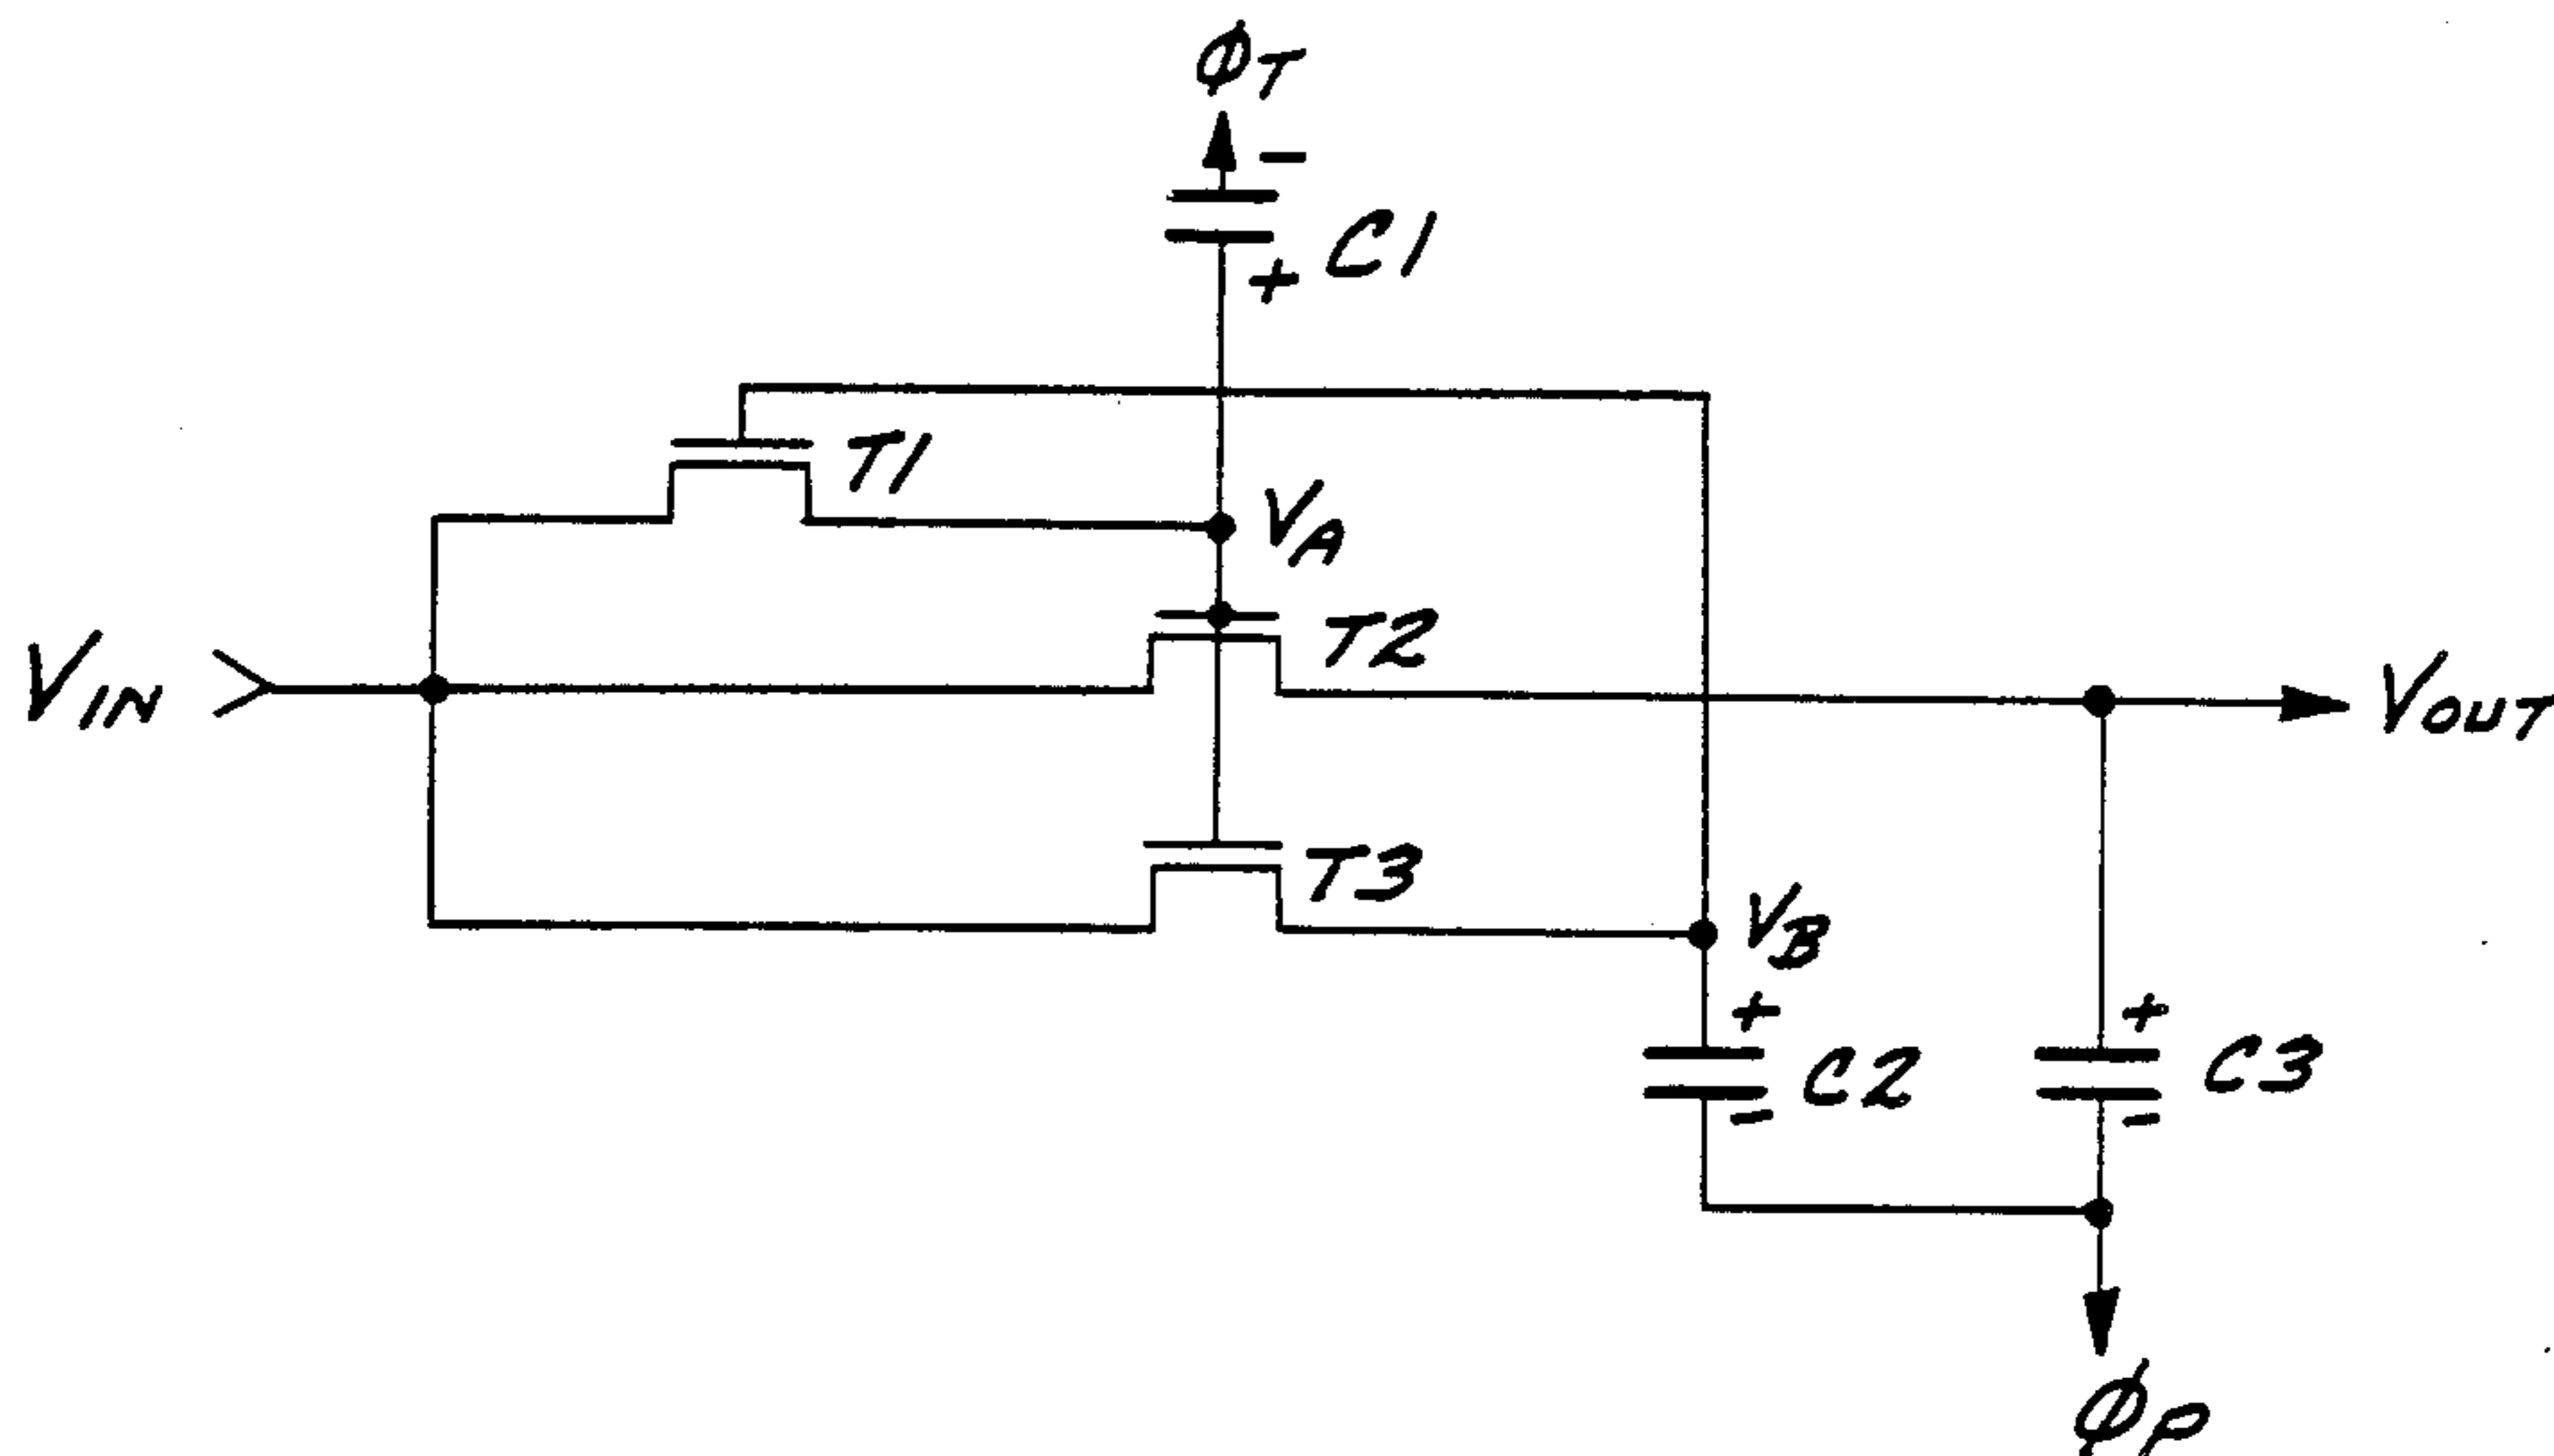 ϕT
-
C1
+
T1
VA
VIN
T2
VOUT
T3
VB
+
+
C2
C3
-
-
ϕP